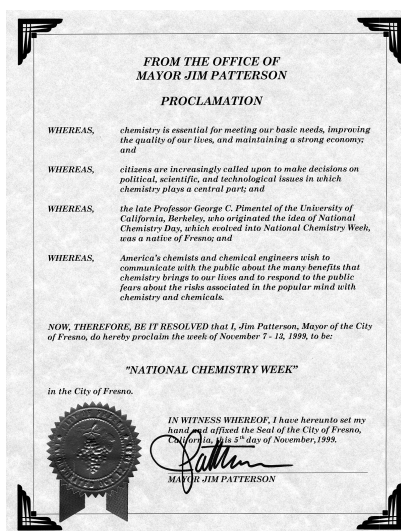 FROM THE OFFICE OF
MAYOR JIM PATTERSON
PROCLAMATION
WHEREAS, chemistry is essential for meeting our basic needs, improving
the quality of our lives, and maintaining a strong economy;
and
WHEREAS, citizens are increasingly called upon to make decisions on
political, scientific, and technological issues in which
chemistry plays a central part; and
WHEREAS, the late Professor George C. Pimentel of the University of
California, Berkeley, who originated the idea of National
Chemistry Day, which evolved into National Chemistry Week,
was a native of Fresno; and
WHEREAS, America's chemists and chemical engineers wish to
communicate with the public about the many benefits that
chemistry brings to our lives and to respond to the public
fears about the risks associated in the popular mind with
chemistry and chemicals.
NOW, THEREFORE, BE IT RESOLVED that I, Jim Patterson, Mayor of the City
of Fresno, do hereby proclaim the week of November 7 - 13, 1999, to be:
"NATIONAL CHEMISTRY WEEK"
in the City of Fresno.
IN WITNESS WHEREOF, I have hereunto set my
hand and affixed the Seal of the City of Fresno,
California, this 5th day of November, 1999.
MAYOR JIM PATTERSON